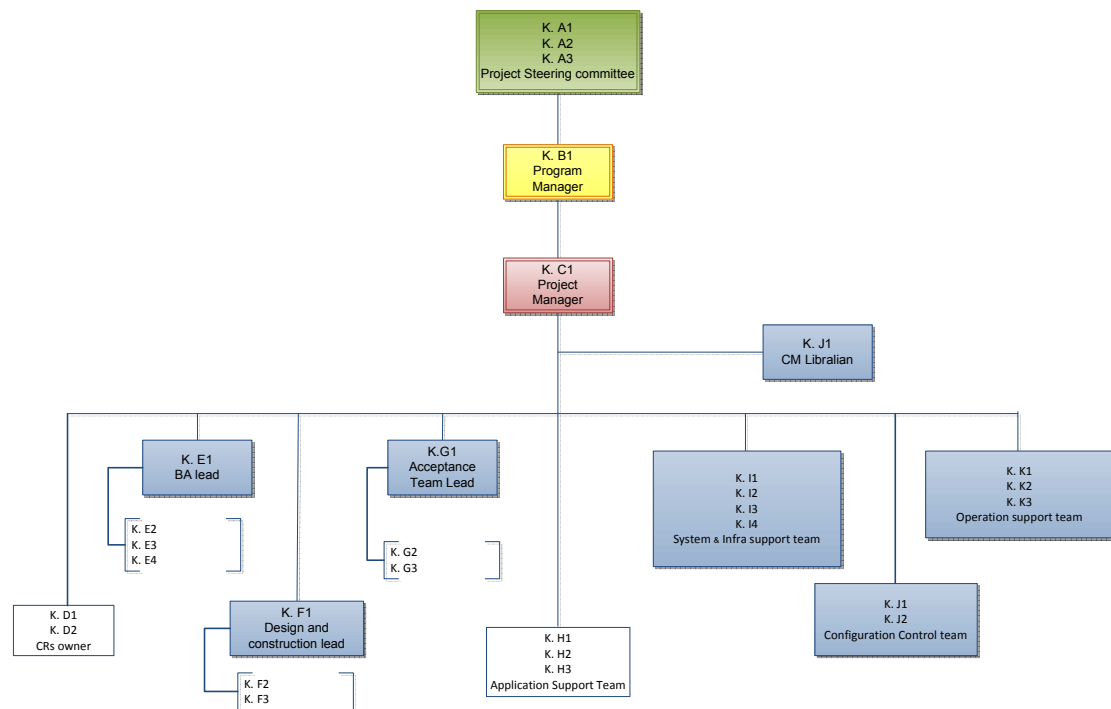 K. A1
K. A2
K. A3
Project Steering committee
K. B1
Program
Manager
K. C1
Project
Manager
K. J1
CM Libralian
K. E1
BA lead
K. E2
K. E3
K. E4
K.G1
Acceptance
Team Lead
K. G2
K. G3
K. I1
K. I2
K. I3
K. I4
System & Infra support team
K. K1
K. K2
K. K3
Operation support team
K. D1
K. D2
CRs owner
K. F1
Design and
construction lead
K. F2
K. F3
K. H1
K. H2
K. H3
Application Support Team
K. J1
K. J2
Configuration Control team